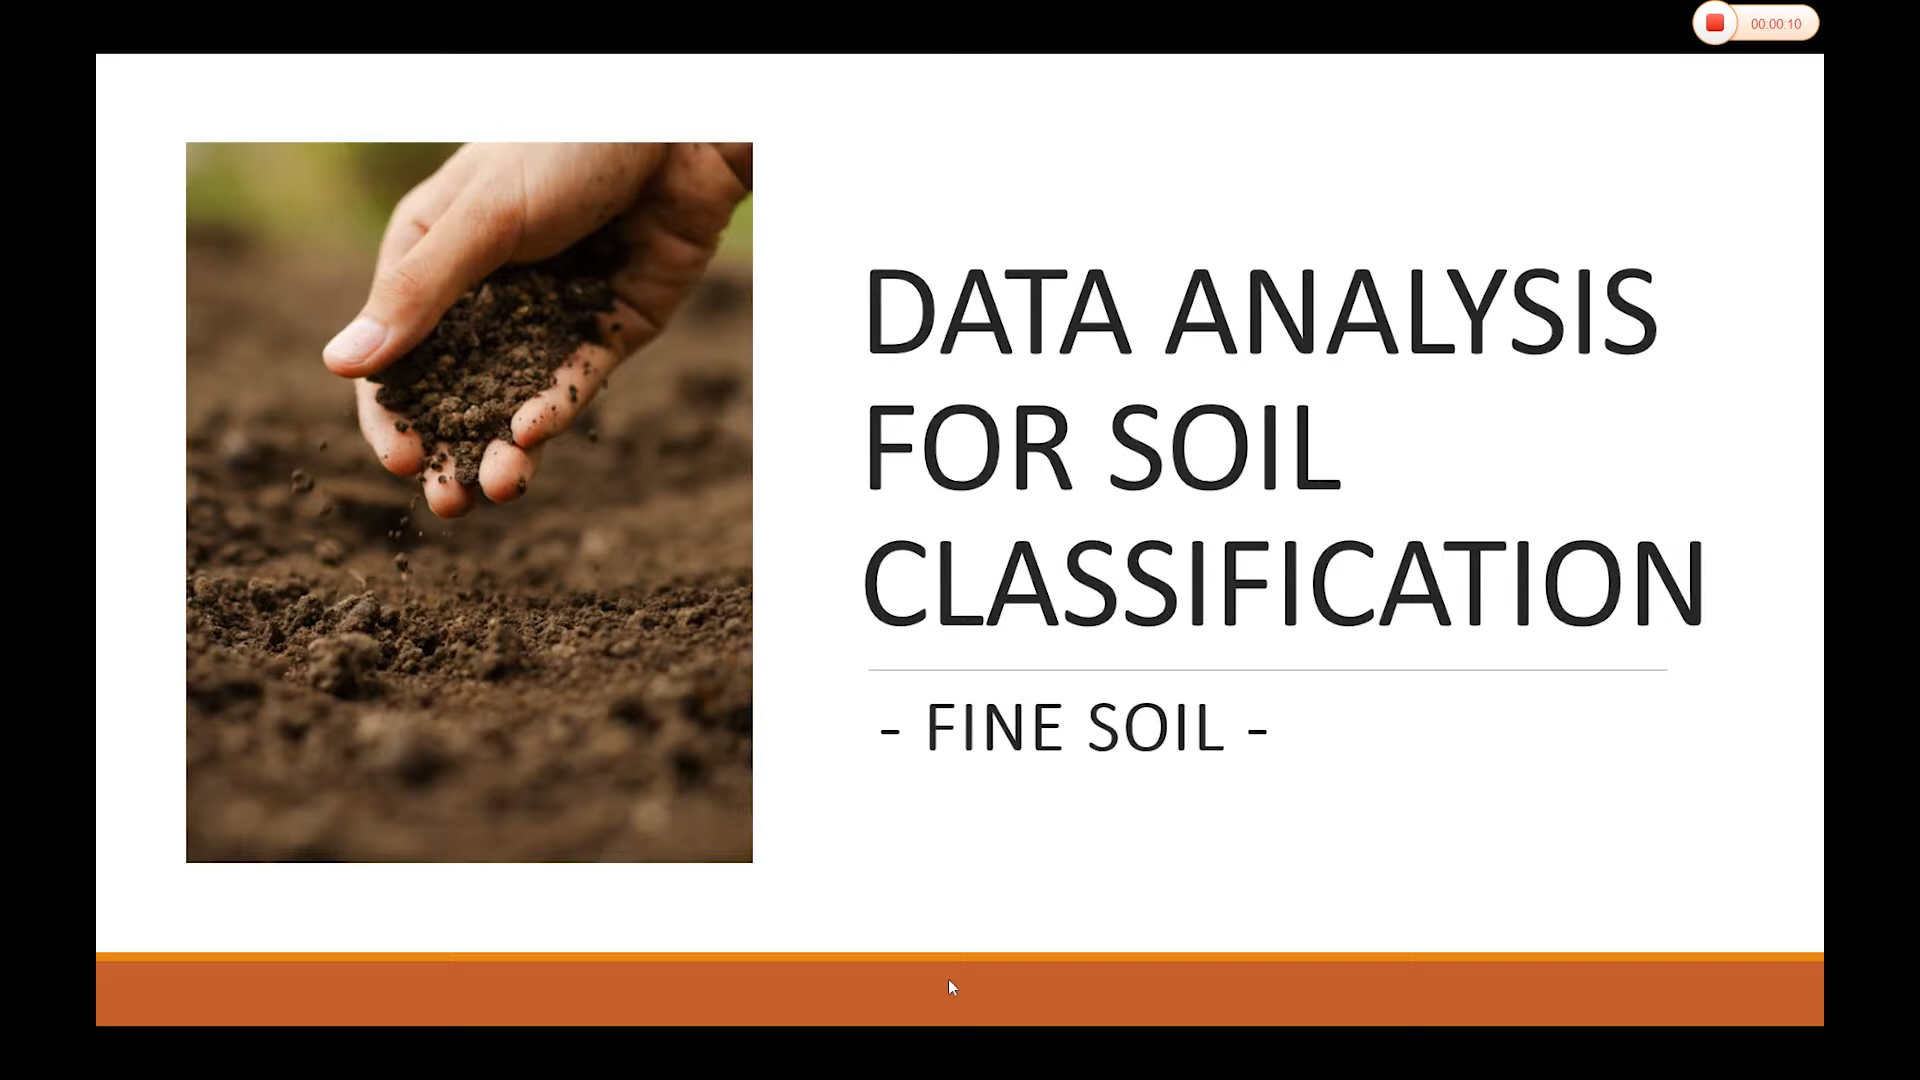 00:00:10
DATA ANALYSIS
FOR SOIL
CLASSIFICATION
- FINE SOIL -